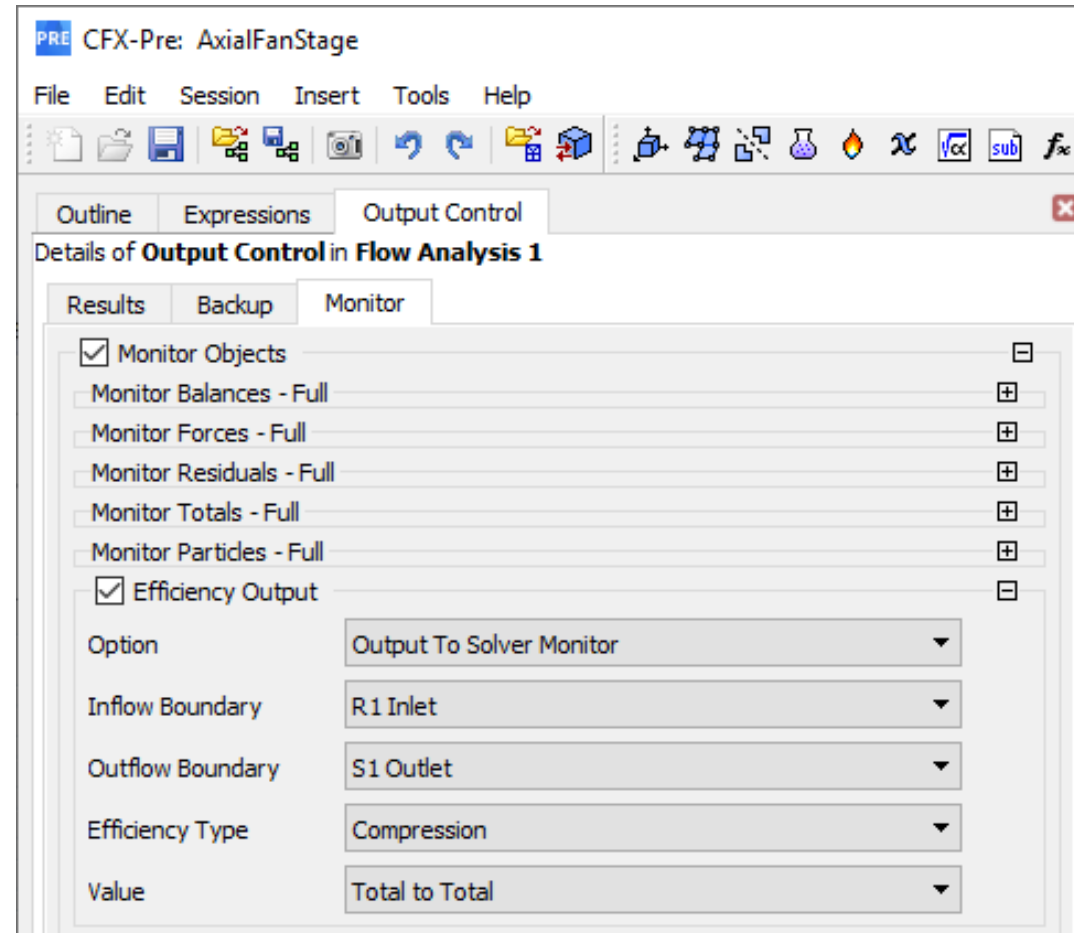 PRE CFX-Pre: AxialFanStage
File Edit Session Insert Tools Help
√α sub f∞
Outline Expressions Output Control
Details of Output Control in Flow Analysis 1
Results Backup Monitor
Monitor Objects
Monitor Balances - Full
Monitor Forces - Full
Monitor Residuals - Full
Monitor Totals - Full
Monitor Particles - Full
Efficiency Output
Option Output To Solver Monitor
Inflow Boundary R1 Inlet
Outflow Boundary S1 Outlet
Efficiency Type Compression
Value Total to Total